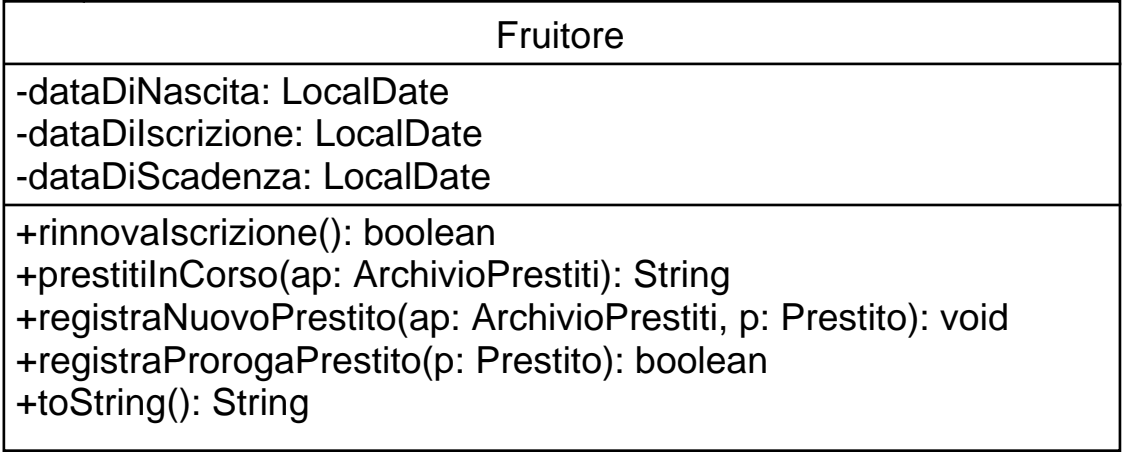 Fruitore
-dataDiNascita: LocalDate
-dataDiIscrizione: LocalDate
-dataDiScadenza: LocalDate
+rinnovaIscrizione(): boolean
+prestitiInCorso(ap: ArchivioPrestiti): String
+registraNuovoPrestito(ap: ArchivioPrestiti, p: Prestito): void
+registraProrogaPrestito(p: Prestito): boolean
+toString(): String